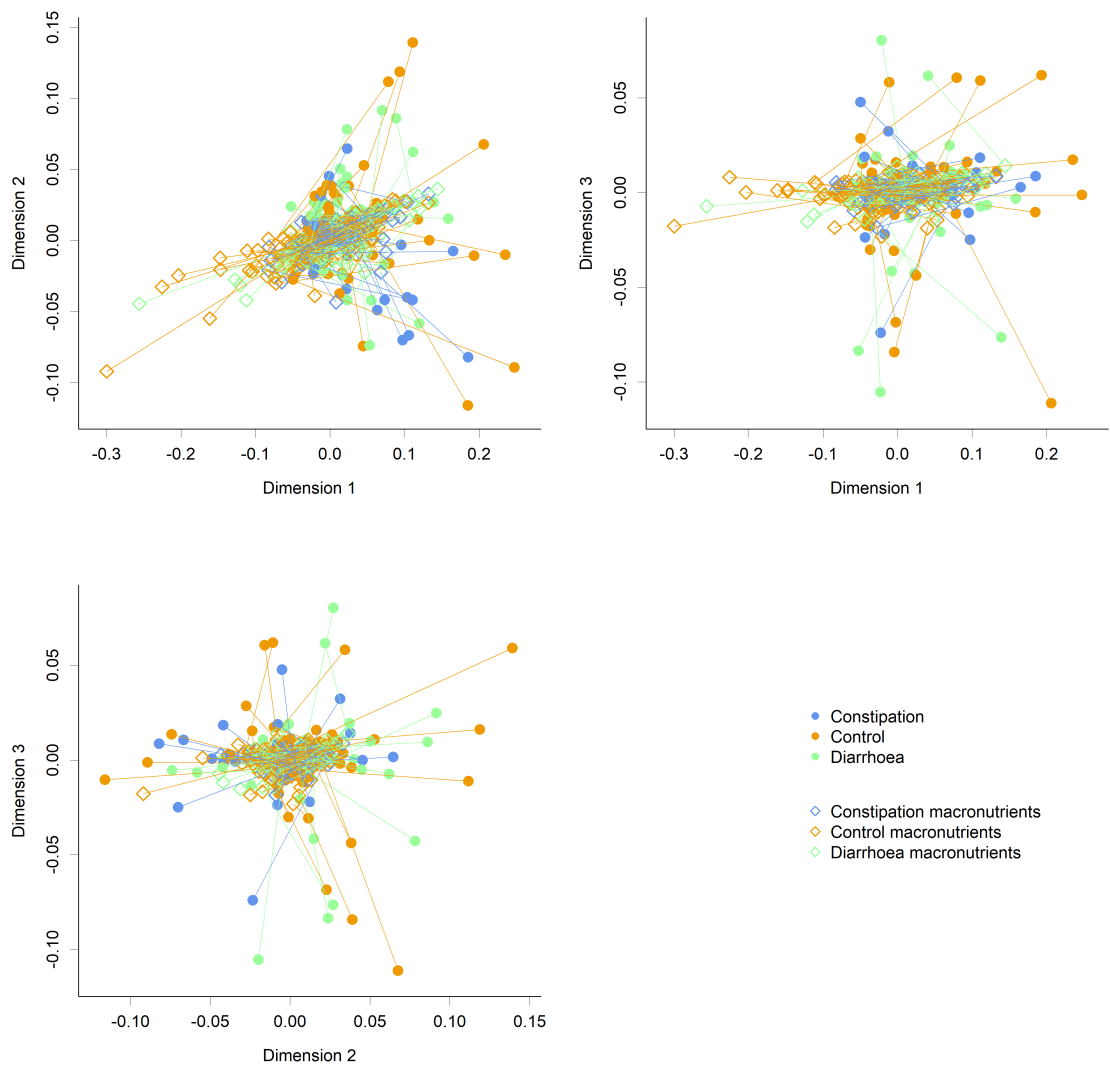 0.15
0.10
0.05
0.00
-0.05
-0.10
Dimension 2
-0.3 -0.2 -0.1 0.0 0.1 0.2
Dimension 1
0.05
0.00
-0.05
-0.10
Dimension 3
-0.3 -0.2 -0.1 0.0 0.1 0.2
Dimension 1
0.05
0.00
-0.05
-0.10
Dimension 3
-0.10 -0.05 0.00 0.05 0.10 0.15
Dimension 2
Constipation
Control
Diarrhoea
Constipation macronutrients
Control macronutrients
Diarrhoea macronutrients